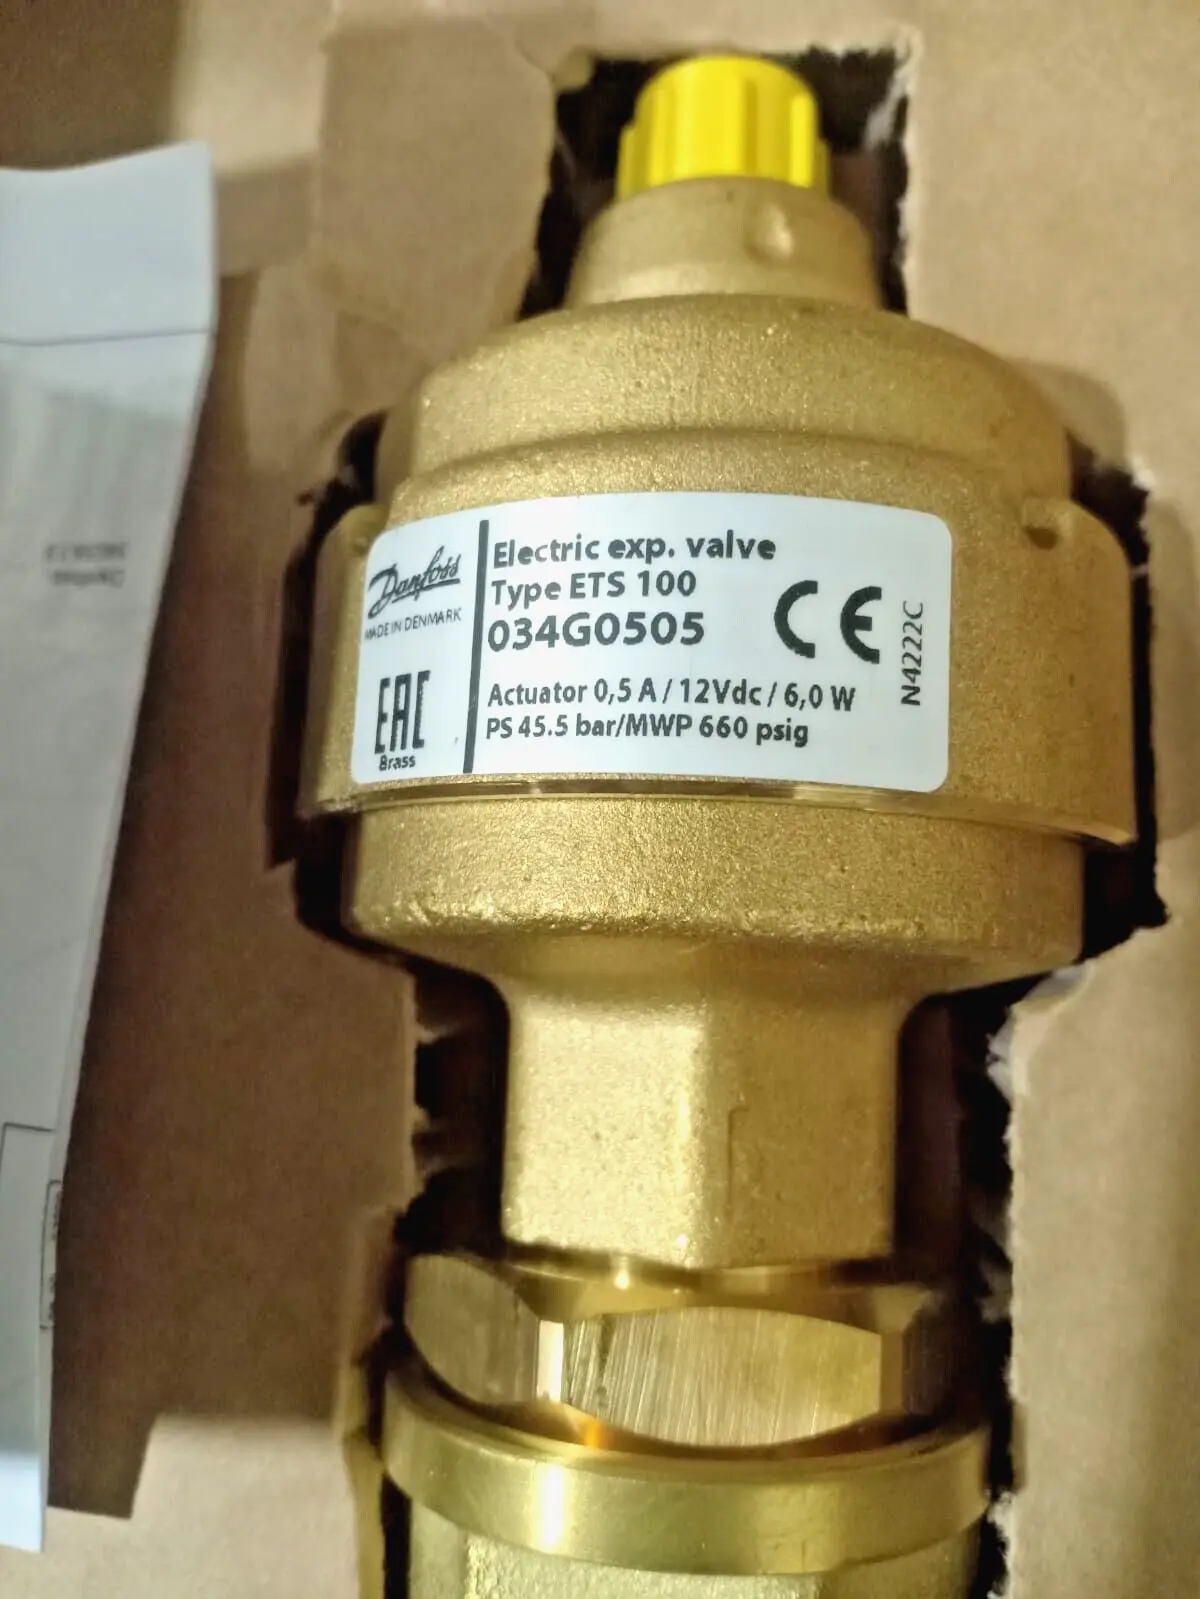 Danfoss
MADE IN DENMARK
EAC
Brass
Electric exp. valve
Type ETS 100
034G0505
Actuator 0,5 A / 12Vdc / 6,0 W
PS 45.5 bar/MWP 660 psig
CE
N4222C